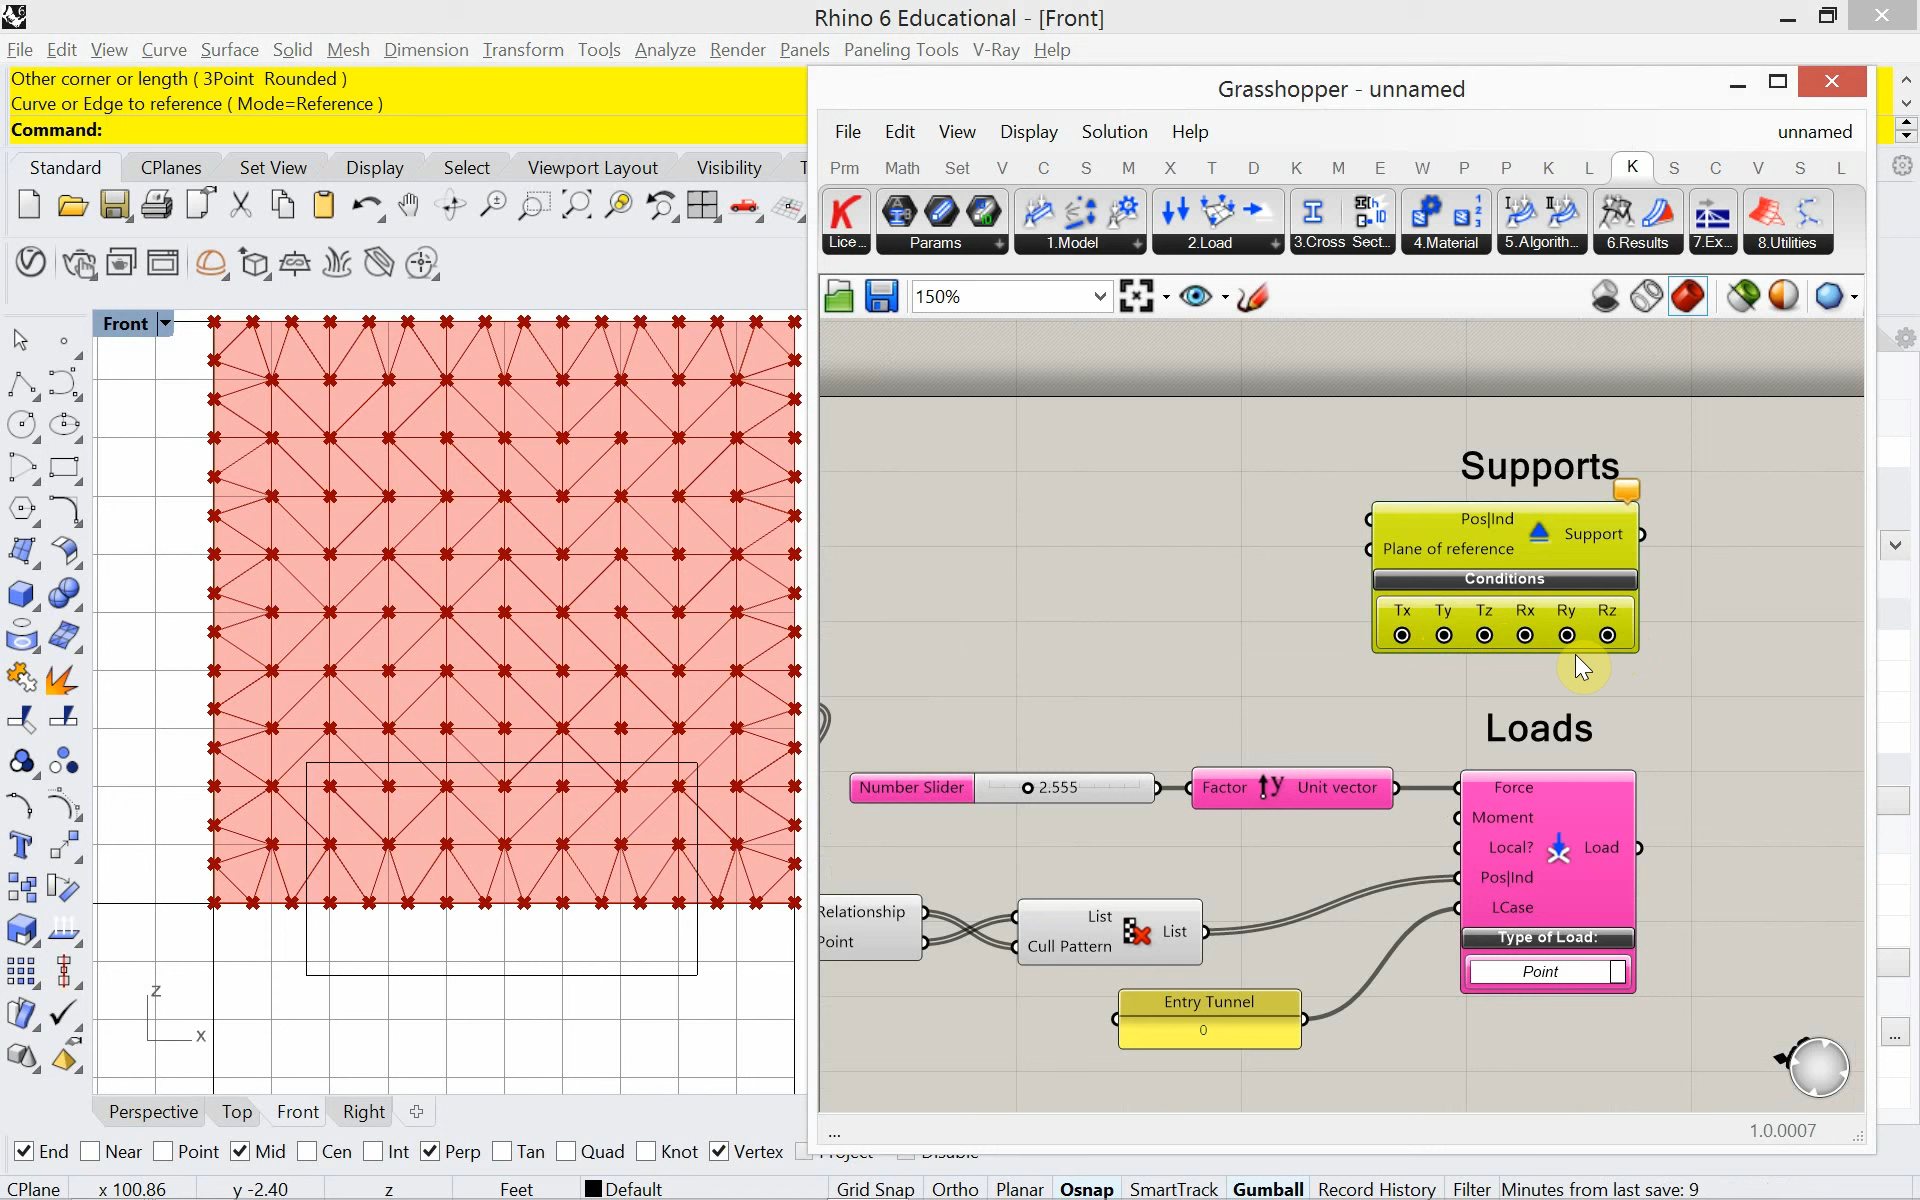 Rhino 6 Educational - [Front]
File Edit View Curve Surface Solid Mesh Dimension Transform Tools Analyze Render Panels Paneling Tools V-Ray Help
Other corner or length ( 3Point Rounded )
Curve or Edge to reference ( Mode=Reference )
Command:
Standard CPlanes Set View Display Select Viewport Layout Visibility
Front
z
x
Perspective Top Front Right
End Near Point Mid Cen Int Perp Tan Quad Knot Vertex
CPlane x 100.86 y -2.40 z Feet Default Grid Snap Ortho Planar Osnap SmartTrack Gumball Record History Filter Minutes from last save: 9
Grasshopper - unnamed
File Edit View Display Solution Help unnamed
Prm Math Set V C S M X T D K M E W P P K L K S C V S L
Lice... Params 1.Model 2.Load 3.Cross Sect... 4.Material 5.Algorith... 6.Results 7.Ex... 8.Utilities
150%
Supports
Pos|Ind
Plane of reference
Support
Conditions
Tx Ty Tz Rx Ry Rz
Loads
Number Slider 2.555
Factor y Unit vector
Force
Moment
Local?
Load
Pos|Ind
LCase
Type of Load:
Point
Relationship
Point
List
Cull Pattern
List
Entry Tunnel
0
...
1.0.0007